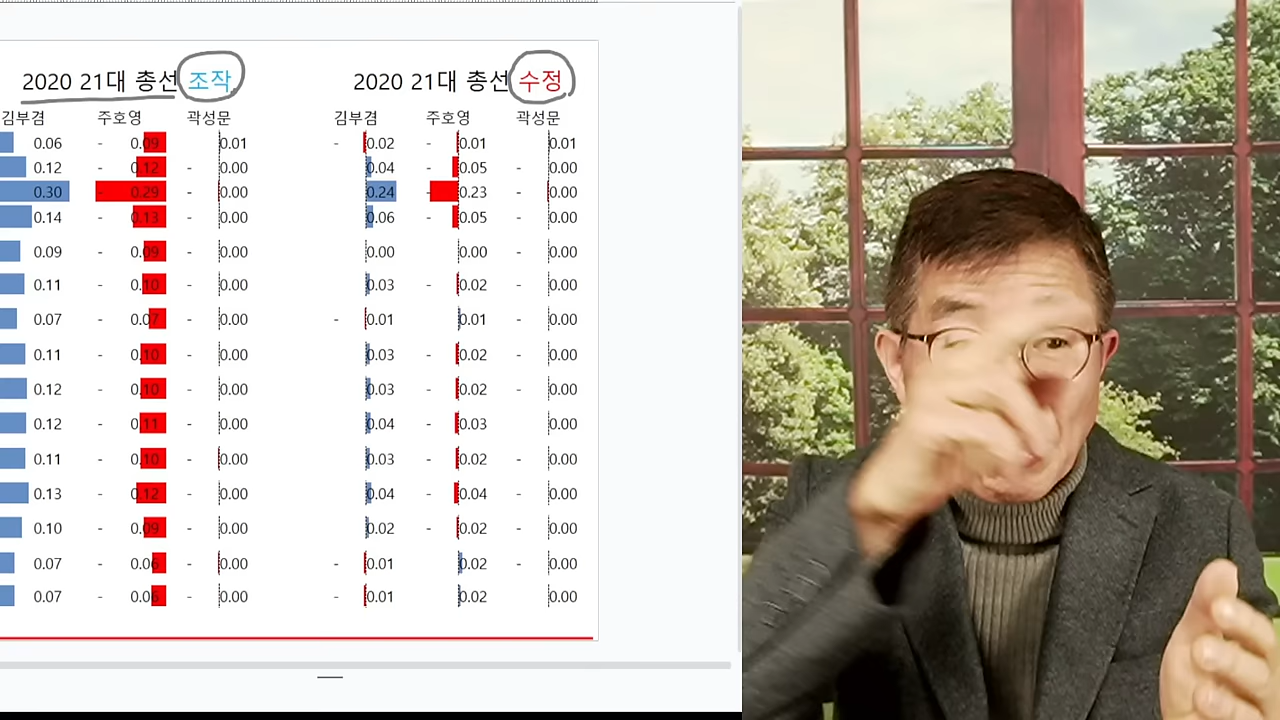 2020 21대 총선 조작 2020 21대 총선 수정
김부겸 주호영 곽성문 김부겸 주호영 곽성문
0.06 - 0.09 0.01 - 0.02 - 0.01 0.01
0.12 - 0.12 - 0.00 0.04 - 0.05 - 0.00
0.30 - 0.29 - 0.00 0.24 - 0.23 - 0.00
0.14 - 0.13 - 0.00 0.06 - 0.05 - 0.00
0.09 - 0.09 - 0.00 0.00 0.00 - 0.00
0.11 - 0.10 - 0.00 0.03 - 0.02 - 0.00
0.07 - 0.07 - 0.00 - 0.01 0.01 - 0.00
0.11 - 0.10 - 0.00 0.03 - 0.02 - 0.00
0.12 - 0.10 - 0.00 0.03 - 0.02 - 0.00
0.12 - 0.11 - 0.00 0.04 - 0.03 - 0.00
0.11 - 0.10 - 0.00 0.03 - 0.02 - 0.00
0.13 - 0.12 - 0.00 0.04 - 0.04 - 0.00
0.10 - 0.09 - 0.00 0.02 - 0.02 - 0.00
0.07 - 0.06 - 0.00 - 0.01 0.02 - 0.00
0.07 - 0.06 - 0.00 - 0.01 0.02 - 0.00